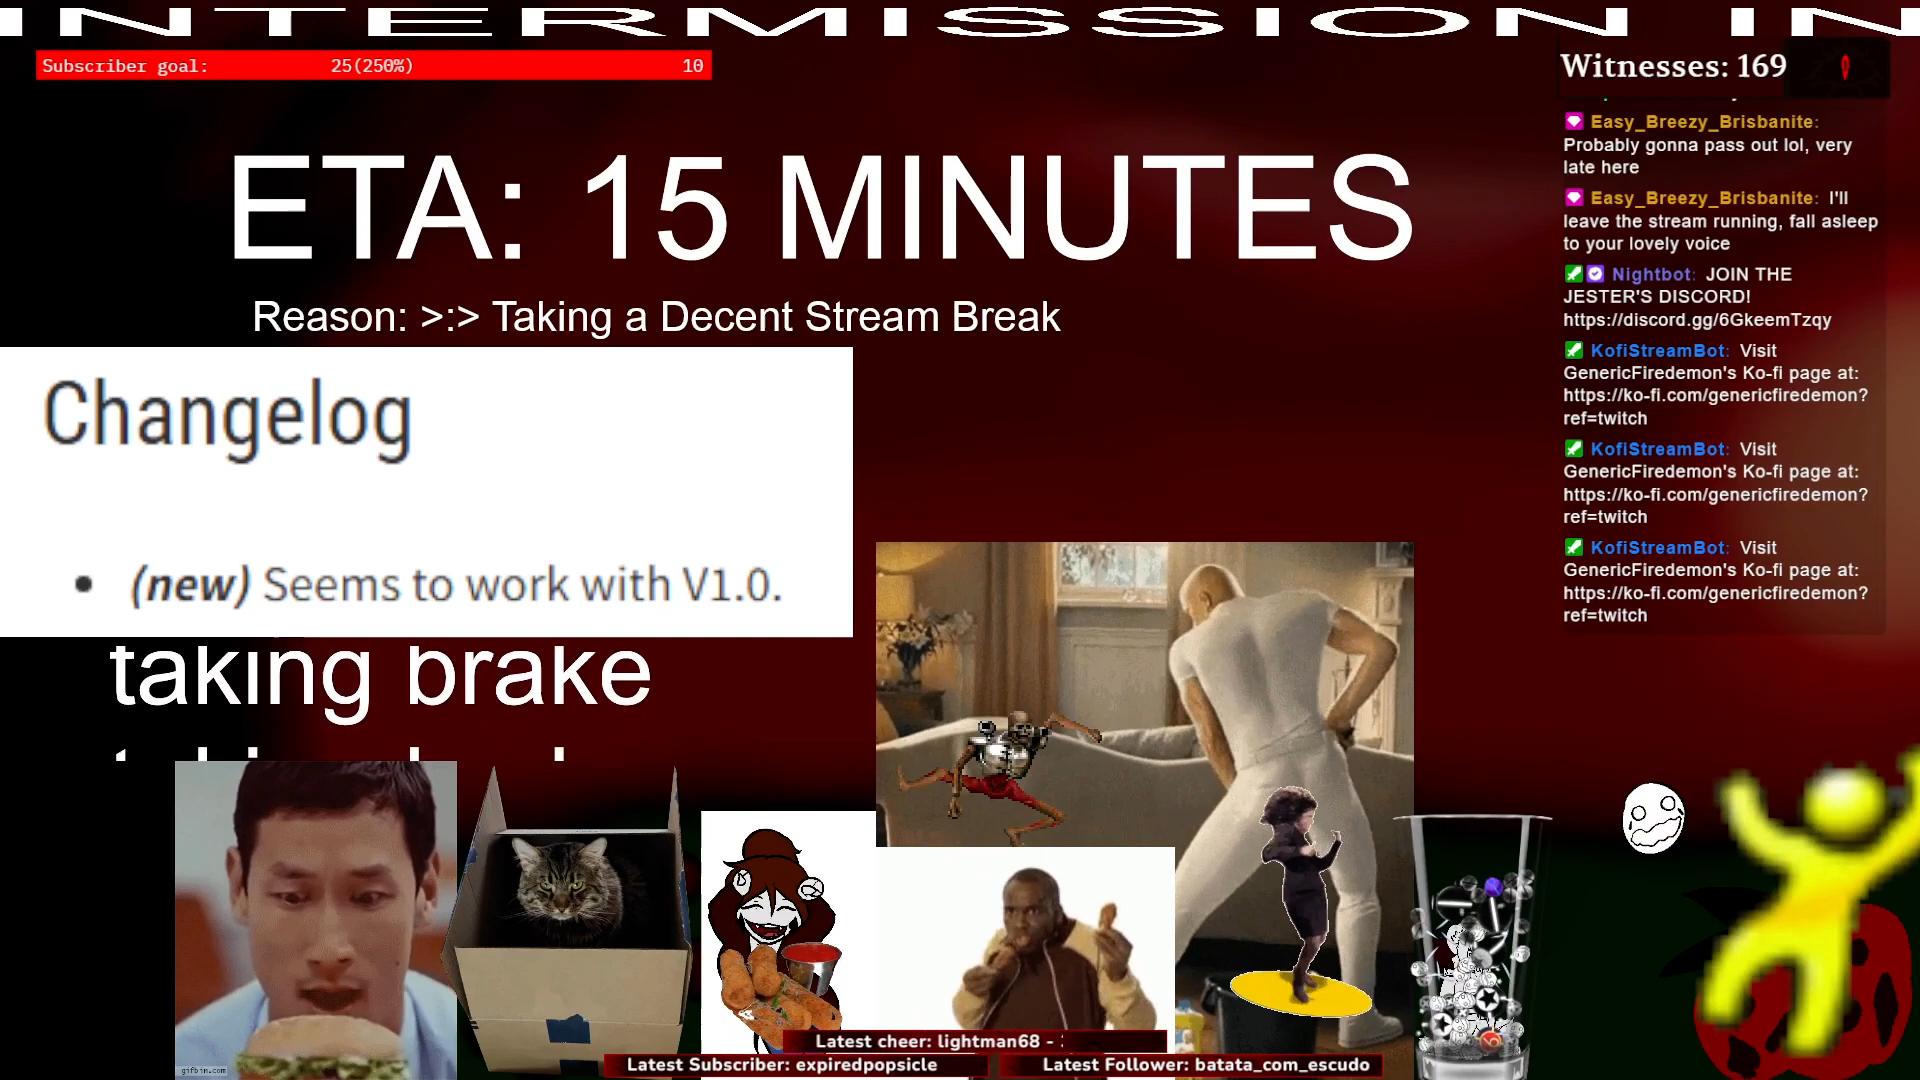 INTERMISSION IN
Subscriber goal: 25(250%) 10
Witnesses: 169
ETA: 15 MINUTES
Reason: >:> Taking a Decent Stream Break
Changelog
• (new) Seems to work with V1.0.
taking brake
Easy_Breezy_Brisbanite:
Probably gonna pass out lol, very
late here
Easy_Breezy_Brisbanite: I'll
leave the stream running, fall asleep
to your lovely voice
Nightbot: JOIN THE
JESTER'S DISCORD!
https://discord.gg/6GkeemTzqy
KofiStreamBot: Visit
GenericFiredemon's Ko-fi page at:
https://ko-fi.com/genericfiredemon?
ref=twitch
KofiStreamBot: Visit
GenericFiredemon's Ko-fi page at:
https://ko-fi.com/genericfiredemon?
ref=twitch
KofiStreamBot: Visit
GenericFiredemon's Ko-fi page at:
https://ko-fi.com/genericfiredemon?
ref=twitch
gifbin.com
Latest cheer: lightman68 -
Latest Subscriber: expiredpopsicle
Latest Follower: batata_com_escudo